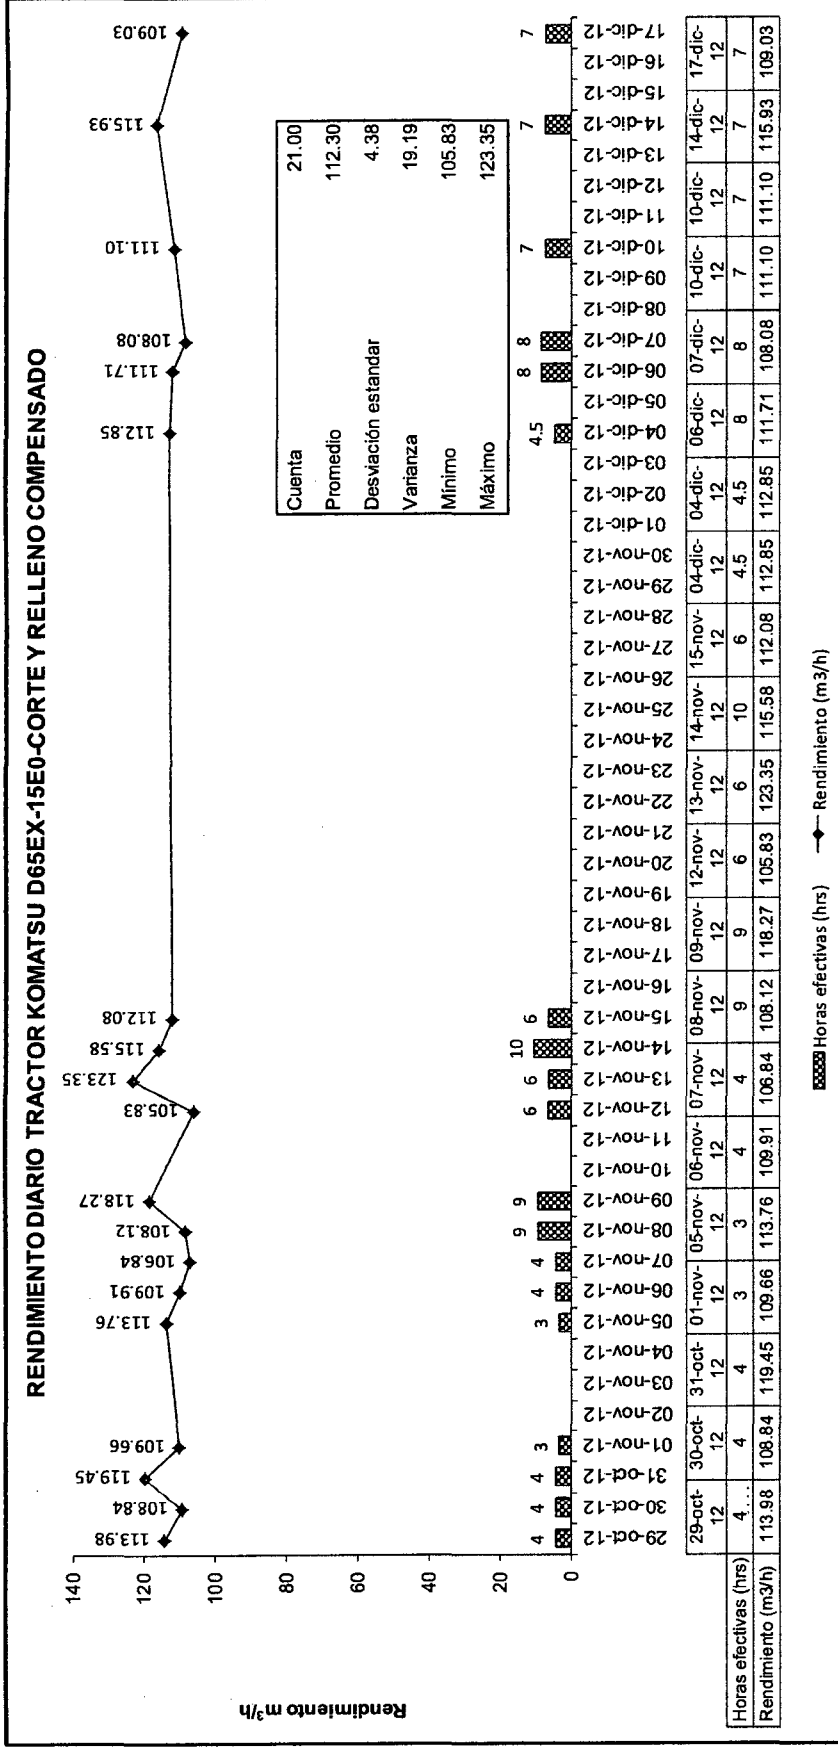 RENDIMIENTO DIARIO TRACTOR KOMATSU D65EX-15E0-CORTE Y RELLENO COMPENSADO
Rendimiento m³/h
140
120
100
80
60
40
20
0
113.98
108.84
119.45
109.66
113.76
109.91
106.84
108.12
118.27
105.83
123.35
115.58
112.08
112.85
111.71
108.08
111.10
115.93
109.03
Cuenta 21.00
Promedio 112.30
Desviación estandar 4.38
Varianza 19.19
Mínimo 105.83
Máximo 123.35
4
4
4
3
3
4
4
9
9
6
6
10
6
4.5
8
8
7
7
7
29-oct-12
30-oct-12
31-oct-12
01-nov-12
02-nov-12
03-nov-12
04-nov-12
05-nov-12
06-nov-12
07-nov-12
08-nov-12
09-nov-12
10-nov-12
11-nov-12
12-nov-12
13-nov-12
14-nov-12
15-nov-12
16-nov-12
17-nov-12
18-nov-12
19-nov-12
20-nov-12
21-nov-12
22-nov-12
23-nov-12
24-nov-12
25-nov-12
26-nov-12
27-nov-12
28-nov-12
29-nov-12
30-nov-12
01-dic-12
02-dic-12
03-dic-12
04-dic-12
05-dic-12
06-dic-12
07-dic-12
08-dic-12
09-dic-12
10-dic-12
11-dic-12
12-dic-12
13-dic-12
14-dic-12
15-dic-12
16-dic-12
17-dic-12
29-oct- 30-oct- 31-oct- 01-nov- 05-nov- 06-nov- 07-nov- 08-nov- 09-nov- 12-nov- 13-nov- 14-nov- 15-nov- 04-dic- 04-dic- 06-dic- 07-dic- 10-dic- 10-dic- 14-dic- 17-dic-
12 12 12 12 12 12 12 12 12 12 12 12 12 12 12 12 12 12 12 12 12
Horas efectivas (hrs) 4 4 4 3 3 4 4 9 9 6 6 10 6 4.5 4.5 8 8 7 7 7 7
Rendimiento (m3/h) 113.98 108.84 119.45 109.66 113.76 109.91 106.84 108.12 118.27 105.83 123.35 115.58 112.08 112.85 112.85 111.71 108.08 111.10 111.10 115.93 109.03
Horas efectivas (hrs) Rendimiento (m3/h)